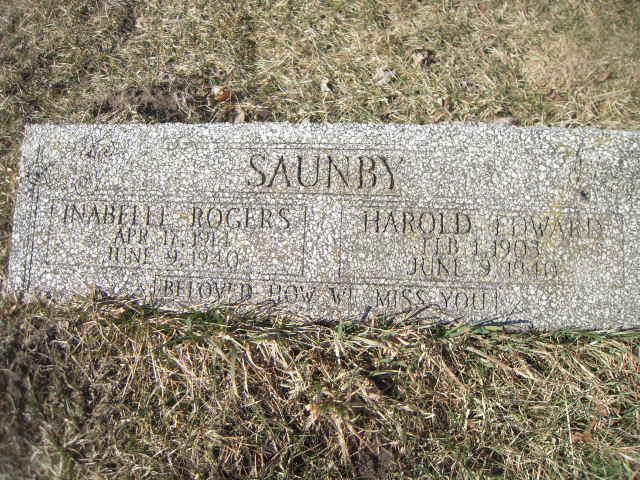 SAUNBY
INABELLE ROGERS
APR. 17, 1914
JUNE 9, 1940
HAROLD EDWARD
FEB. 1, 1903
JUNE 9, 1940
BELOVED HOW WE MISS YOU